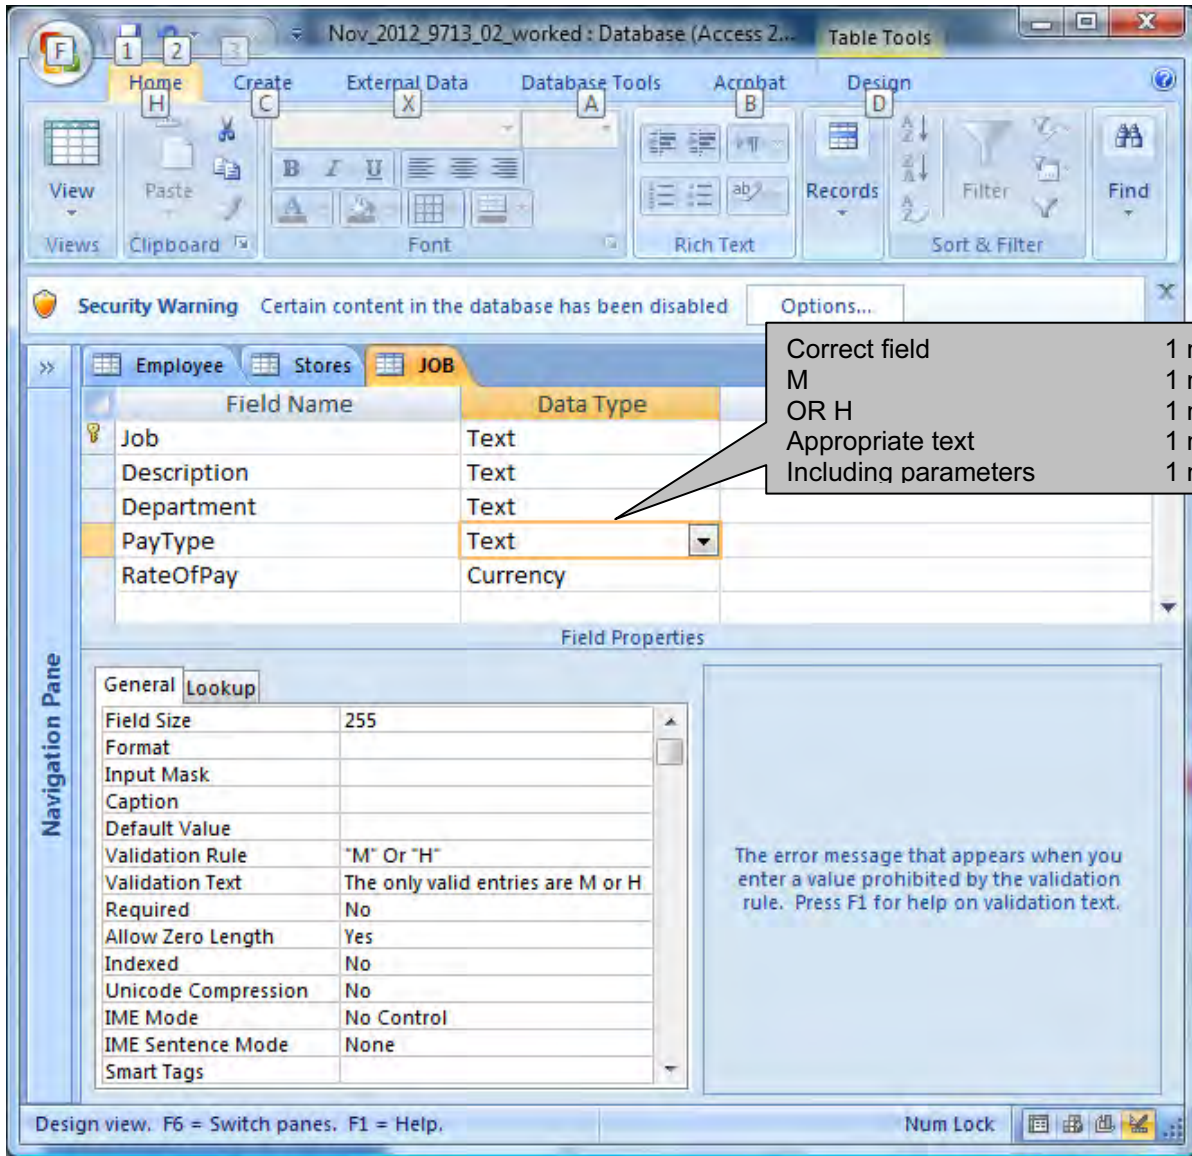 Nov_2012_9713_02_worked : Database (Access 2... Table Tools
F 1 2 3
Home Create External Data Database Tools Acrobat Design
H C X A B D
View Paste B I U Records Filter Find
Views Clipboard Font Rich Text Sort & Filter
Security Warning Certain content in the database has been disabled Options...
Correct field 1
M 1
OR H 1
Appropriate text 1
Including parameters 1
Employee Stores JOB
Field Name Data Type
Job Text
Description Text
Department Text
PayType Text
RateOfPay Currency
Field Properties
Navigation Pane
General Lookup
Field Size 255
Format
Input Mask
Caption
Default Value
Validation Rule "M" Or "H"
Validation Text The only valid entries are M or H
Required No
Allow Zero Length Yes
Indexed No
Unicode Compression No
IME Mode No Control
IME Sentence Mode None
Smart Tags
The error message that appears when you
enter a value prohibited by the validation
rule. Press F1 for help on validation text.
Design view. F6 = Switch panes. F1 = Help. Num Lock